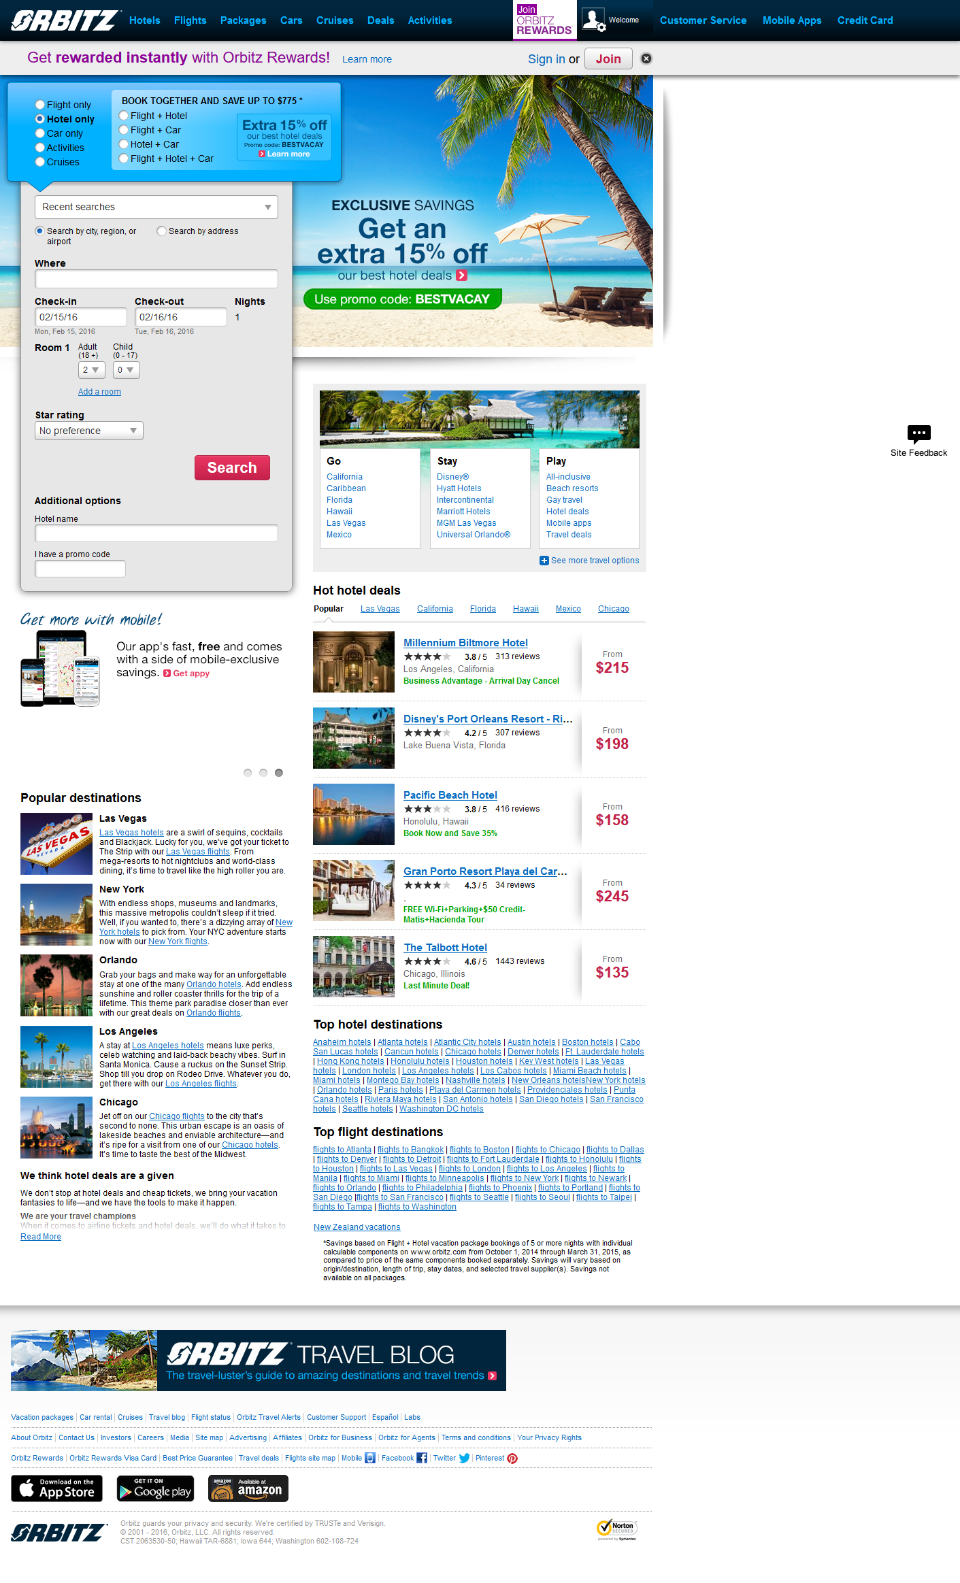 ORBITZ
Hotels Flights Packages Cars Cruises Deals Activities
Join ORBITZ REWARDS
Welcome
Customer Service Mobile Apps Credit Card
Get rewarded instantly with Orbitz Rewards! Learn more
Sign in or Join
Flight only
Hotel only
Car only
Activities
Cruises
BOOK TOGETHER AND SAVE UP TO $775 *
Flight + Hotel
Flight + Car
Hotel + Car
Flight + Hotel + Car
Extra 15% off
our best hotel deals
Promo code: BESTVACAY
Learn more
Recent searches
Search by city, region, or
airport
Search by address
Where
Check-in Check-out Nights
02/15/16 02/16/16 1
Mon, Feb 15, 2016 Tue, Feb 16, 2016
Room 1 Adult Child
(18 +) (0 - 17)
2 0
Add a room
Star rating
No preference
Search
Additional options
Hotel name
I have a promo code
EXCLUSIVE SAVINGS
Get an
extra 15% off
our best hotel deals
Use promo code: BESTVACAY
Site Feedback
Go
California
Caribbean
Florida
Hawaii
Las Vegas
Mexico
Stay
Disney®
Hyatt Hotels
Intercontinental
Marriott Hotels
MGM Las Vegas
Universal Orlando®
Play
All-inclusive
Beach resorts
Gay travel
Hotel deals
Mobile apps
Travel deals
See more travel options
Get more with mobile!
Our app's fast, free and comes
with a side of mobile-exclusive
savings. Get appy
Hot hotel deals
Popular Las Vegas California Florida Hawaii Mexico Chicago
Millennium Biltmore Hotel
3.8 / 5 313 reviews
Los Angeles, California
Business Advantage - Arrival Day Cancel
From
$215
Disney's Port Orleans Resort - Ri...
4.2 / 5 307 reviews
Lake Buena Vista, Florida
From
$198
Pacific Beach Hotel
3.8 / 5 416 reviews
Honolulu, Hawaii
Book Now and Save 35%
From
$158
Gran Porto Resort Playa del Car...
4.3 / 5 34 reviews
,
FREE Wi-Fi+Parking+$50 Credit-
Matis+Hacienda Tour
From
$245
The Talbott Hotel
4.6 / 5 1443 reviews
Chicago, Illinois
Last Minute Deal!
From
$135
Popular destinations
LAS VEGAS
NEVADA
Las Vegas
Las Vegas hotels are a swirl of sequins, cocktails
and Blackjack. Lucky for you, we've got your ticket to
The Strip with our Las Vegas flights. From
mega-resorts to hot nightclubs and world-class
dining, it's time to travel like the high roller you are.
New York
With endless shops, museums and landmarks,
this massive metropolis couldn't sleep if it tried.
Well, if you wanted to, there's a dizzying array of New
York hotels to pick from. Your NYC adventure starts
now with our New York flights.
Orlando
Grab your bags and make way for an unforgettable
stay at one of the many Orlando hotels. Add endless
sunshine and roller coaster thrills for the trip of a
lifetime. This theme park paradise closer than ever
with our great deals on Orlando flights.
Los Angeles
A stay at Los Angeles hotels means luxe perks,
celeb watching and laid-back beachy vibes. Surf in
Santa Monica. Cause a ruckus on the Sunset Strip.
Shop till you drop on Rodeo Drive. Whatever you do,
get there with our Los Angeles flights.
Chicago
Jet off on our Chicago flights to the city that's
second to none. This urban escape is an oasis of
lakeside beaches and enviable architecture—and
it's ripe for a visit from one of our Chicago hotels.
It's time to taste the best of the Midwest.
We think hotel deals are a given
We don't stop at hotel deals and cheap tickets, we bring your vacation
fantasies to life—and we have the tools to make it happen.
We are your travel champions
When it comes to airline tickets and hotel deals, we'll do what it takes to
Read More
Top hotel destinations
Anaheim hotels | Atlanta hotels | Atlantic City hotels | Austin hotels | Boston hotels | Cabo
San Lucas hotels | Cancun hotels | Chicago hotels | Denver hotels | Ft. Lauderdale hotels
| Hong Kong hotels | Honolulu hotels | Houston hotels | Key West hotels | Las Vegas
hotels | London hotels | Los Angeles hotels | Los Cabos hotels | Miami Beach hotels |
Miami hotels | Montego Bay hotels | Nashville hotels | New Orleans hotelsNew York hotels
| Orlando hotels | Paris hotels | Playa del Carmen hotels | Providenciales hotels | Punta
Cana hotels | Riviera Maya hotels | San Antonio hotels | San Diego hotels | San Francisco
hotels | Seattle hotels | Washington DC hotels
Top flight destinations
flights to Atlanta | flights to Bangkok | flights to Boston | flights to Chicago | flights to Dallas
| flights to Denver | flights to Detroit | flights to Fort Lauderdale | flights to Honolulu | flights
to Houston | flights to Las Vegas | flights to London | flights to Los Angeles | flights to
Manila | flights to Miami | flights to Minneapolis | flights to New York | flights to Newark |
flights to Orlando | flights to Philadelphia | flights to Phoenix | flights to Portland | flights to
San Diego |flights to San Francisco | flights to Seattle | flights to Seoul | flights to Taipei |
flights to Tampa | flights to Washington
New Zealand vacations
*Savings based on Flight + Hotel vacation package bookings of 5 or more nights with individual
calculable components on www.orbitz.com from October 1, 2014 through March 31, 2015, as
compared to price of the same components booked separately. Savings will vary based on
origin/destination, length of trip, stay dates, and selected travel supplier(s). Savings not
available on all packages.
ORBITZ TRAVEL BLOG
The travel-luster's guide to amazing destinations and travel trends
Vacation packages | Car rental | Cruises | Travel blog | Flight status | Orbitz Travel Alerts | Customer Support | Español | Labs
About Orbitz | Contact Us | Investors | Careers | Media | Site map | Advertising | Affiliates | Orbitz for Business | Orbitz for Agents | Terms and conditions | Your Privacy Rights
Orbitz Rewards | Orbitz Rewards Visa Card | Best Price Guarantee | Travel deals | Flights site map | Mobile | Facebook | Twitter | Pinterest
Download on the App Store
GET IT ON Google play
Available at amazon
ORBITZ
Orbitz guards your privacy and security. We're certified by TRUSTe and Verisign.
© 2001 - 2016, Orbitz, LLC. All rights reserved.
CST 2063530-50; Hawaii TAR-6881; Iowa 644; Washington 602-108-724
Norton
SECURED
powered by Symantec